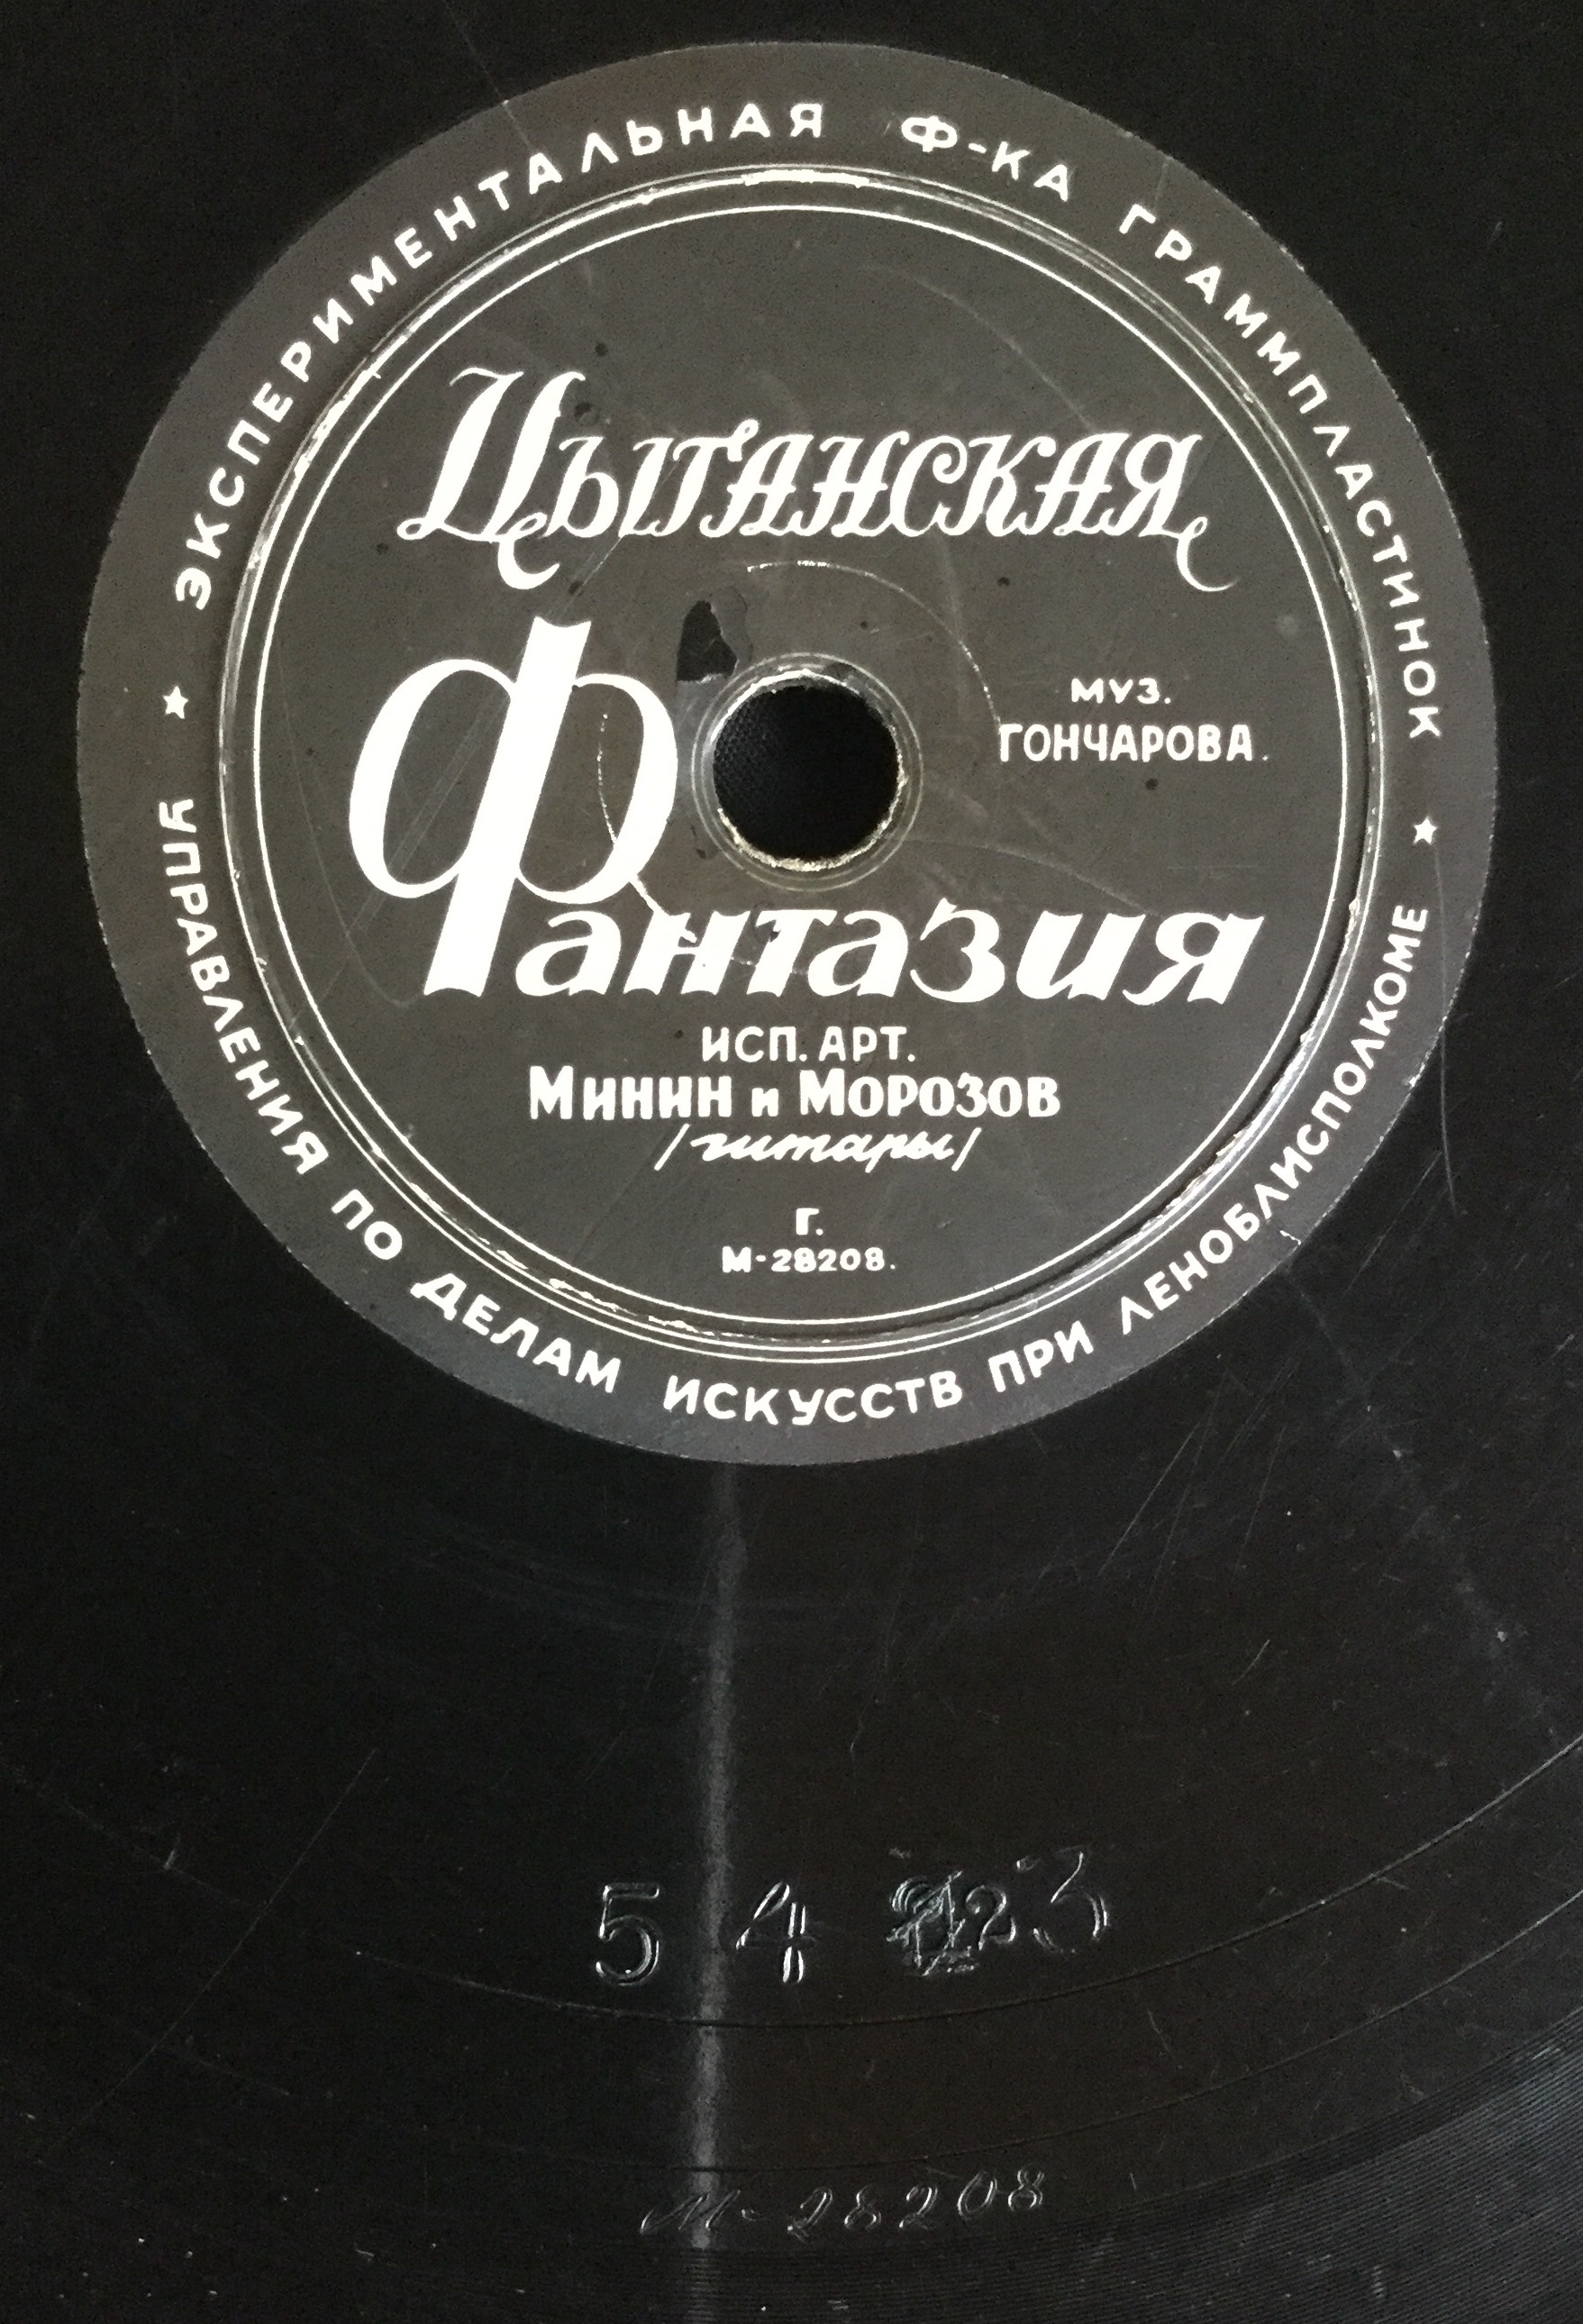 ЭКСПЕРИМЕНТАЛЬНАЯ Ф-КА ГРАММПЛАСТИНОК
Цыганская
Фантазия
МУЗ.
ГОНЧАРОВА.
ИСП. АРТ.
Минин и Морозов
/гитары/
Г.
М-28208.
УПРАВЛЕНИЯ ПО ДЕЛАМ ИСКУССТВ ПРИ ЛЕНОБЛИСПОЛКОМЕ
М-28208